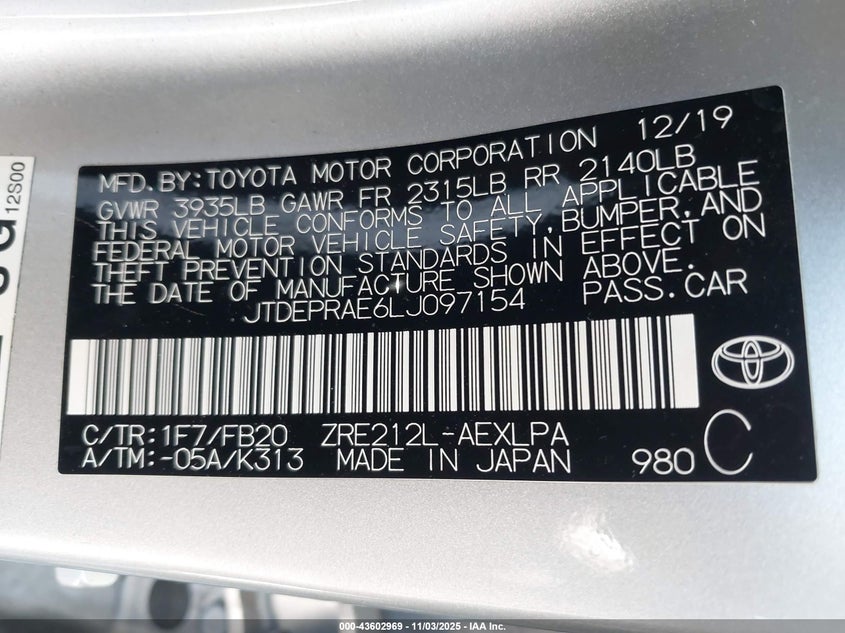 MFD. BY: TOYOTA MOTOR CORPORATION 12/19
GVWR 3935LB GAWR FR 2315LB RR 2140LB
THIS VEHICLE CONFORMS TO ALL APPLICABLE
FEDERAL MOTOR VEHICLE SAFETY, BUMPER, AND
THEFT PREVENTION STANDARDS IN EFFECT ON
THE DATE OF MANUFACTURE SHOWN ABOVE.
JTDEPRAE6LJ097154 PASS.CAR
C/TR: 1F7/FB20 ZRE212L-AEXLPA
A/TM: -05A/K313 MADE IN JAPAN 980 C
12S00
000-43602969 - 11/03/2025 - IAA Inc.